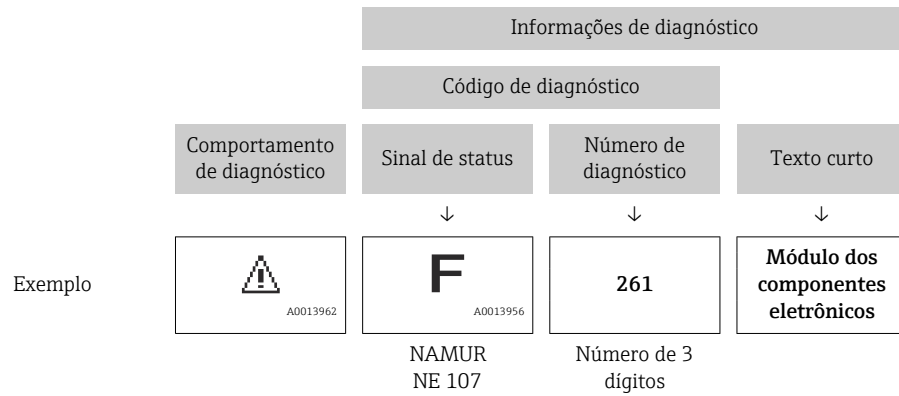 Informações de diagnóstico
Código de diagnóstico
Comportamento
de diagnóstico
Sinal de status
Número de
diagnóstico
Texto curto
↓ ↓ ↓
Exemplo
A0013962
F
A0013956
261
Módulo dos
componentes
eletrônicos
NAMUR
NE 107
Número de 3
dígitos